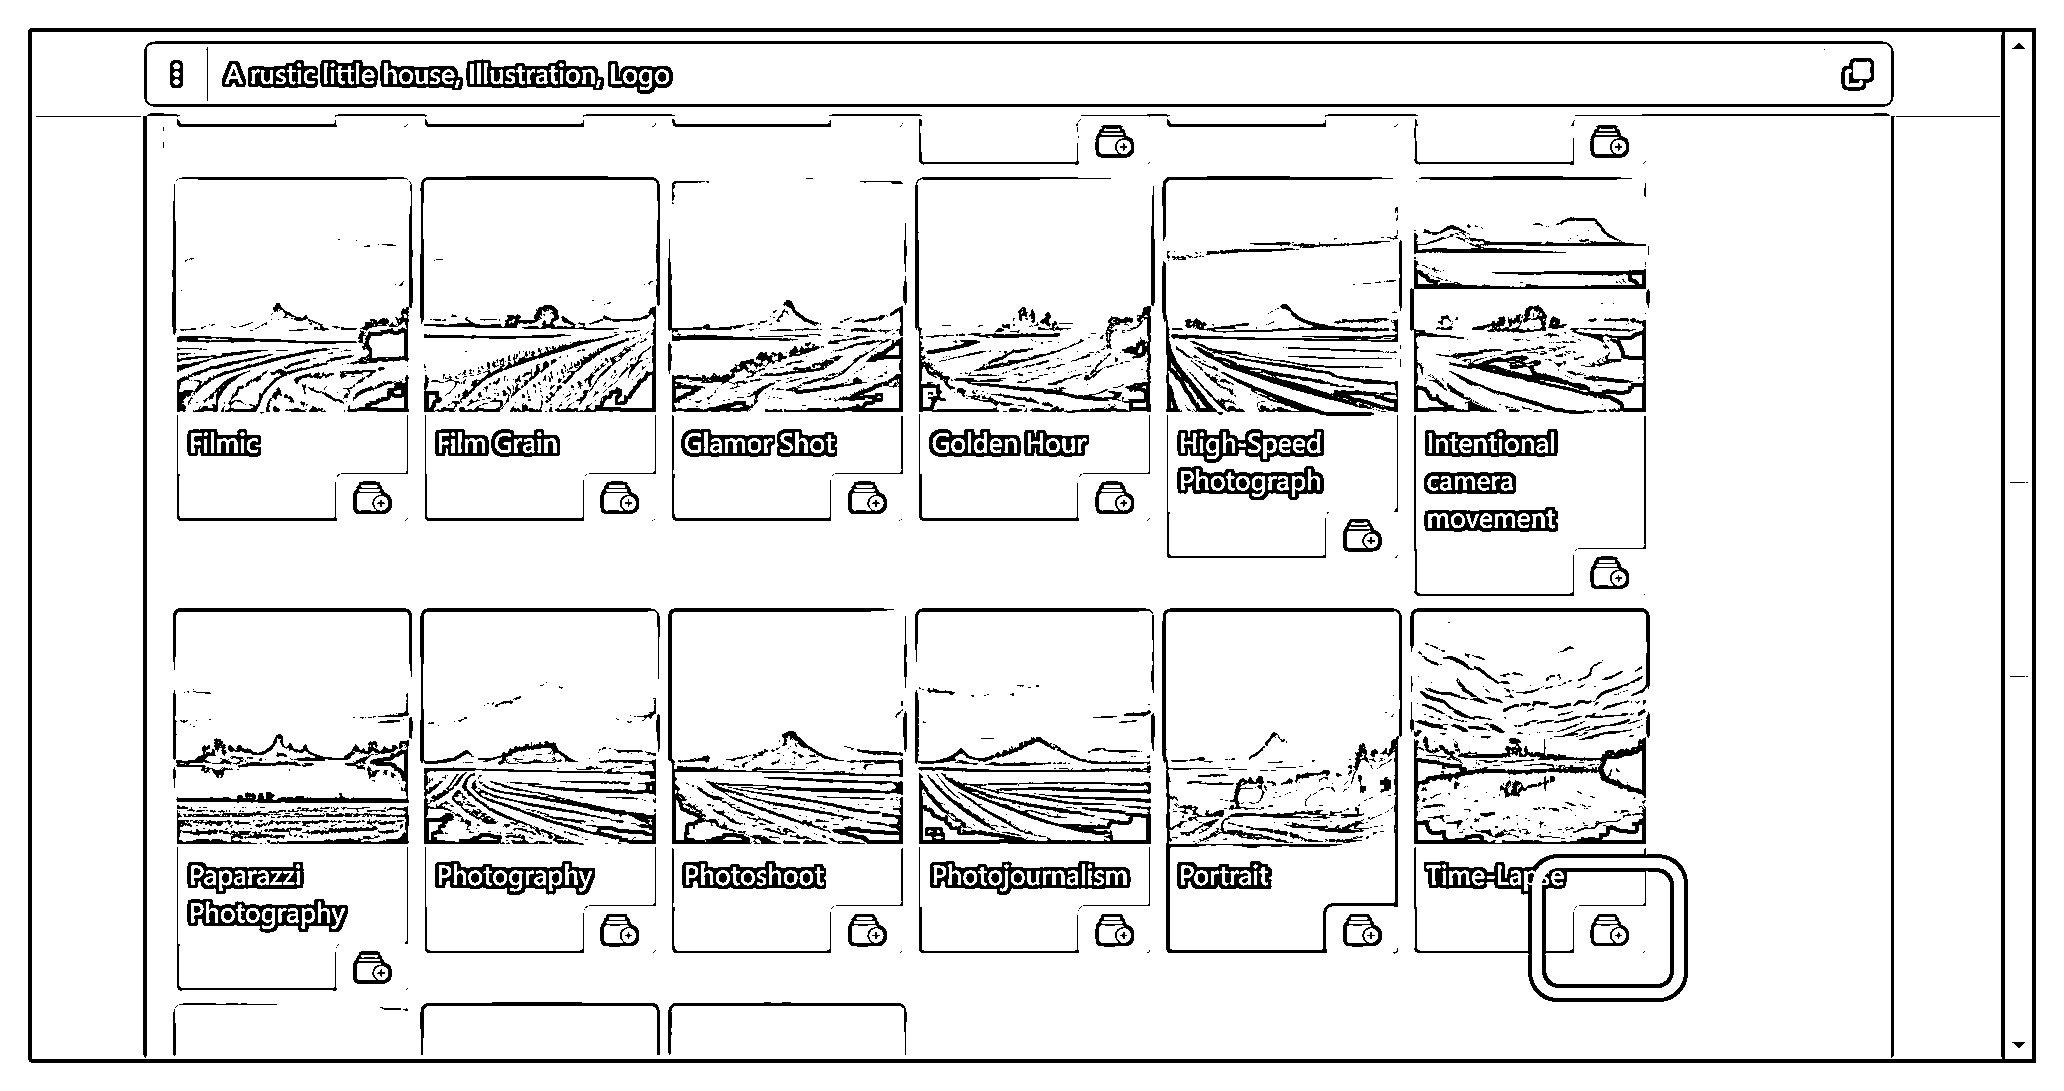 A rustic little house, Illustration, Logo
Filmic
Film Grain
Glamor Shot
Golden Hour
High-Speed
Photograph
Intentional
camera
movement
Paparazzi
Photography
Photography
Photoshoot
Photojournalism
Portrait
Time-Lapse